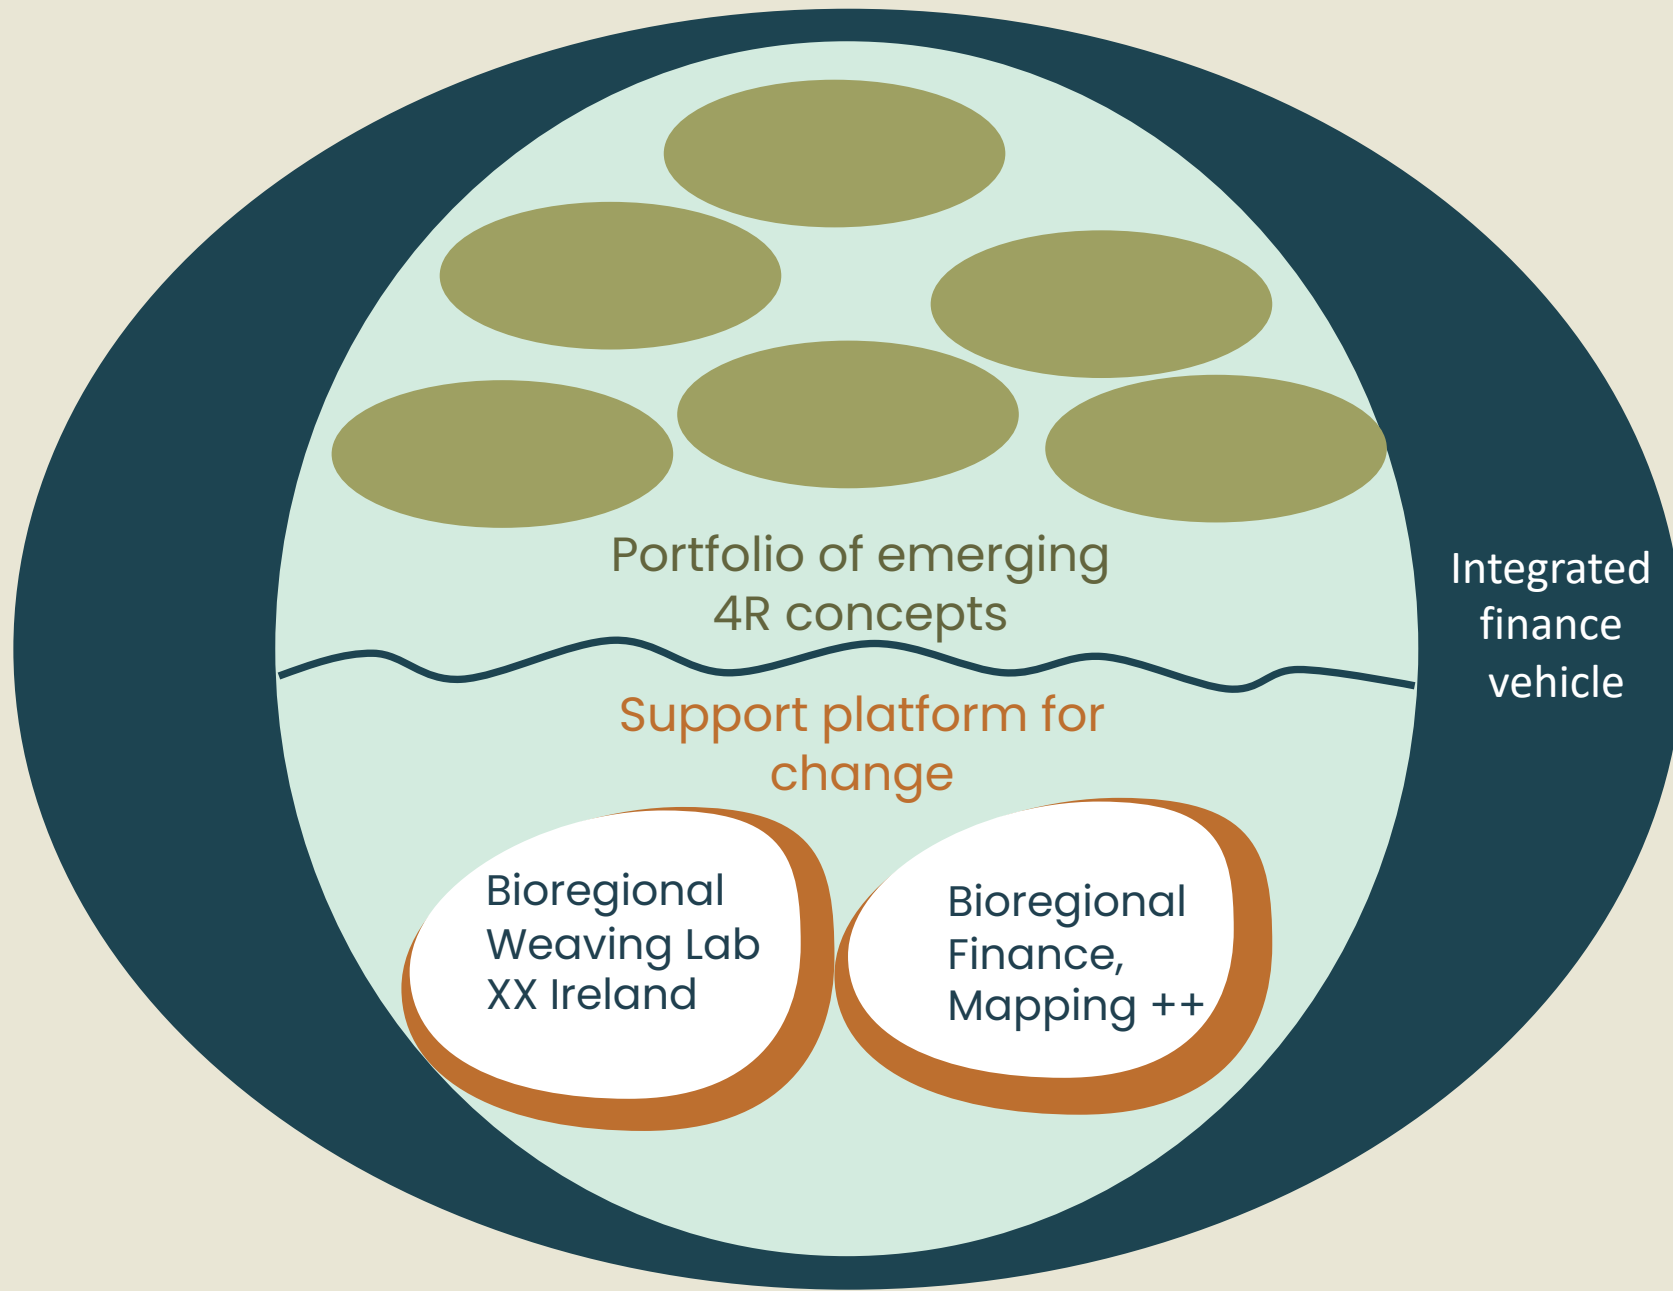 Portfolio of emerging
4R concepts
Integrated
finance
vehicle
Support platform for
change
Bioregional
Weaving Lab
XX Ireland
Bioregional
Finance,
Mapping ++